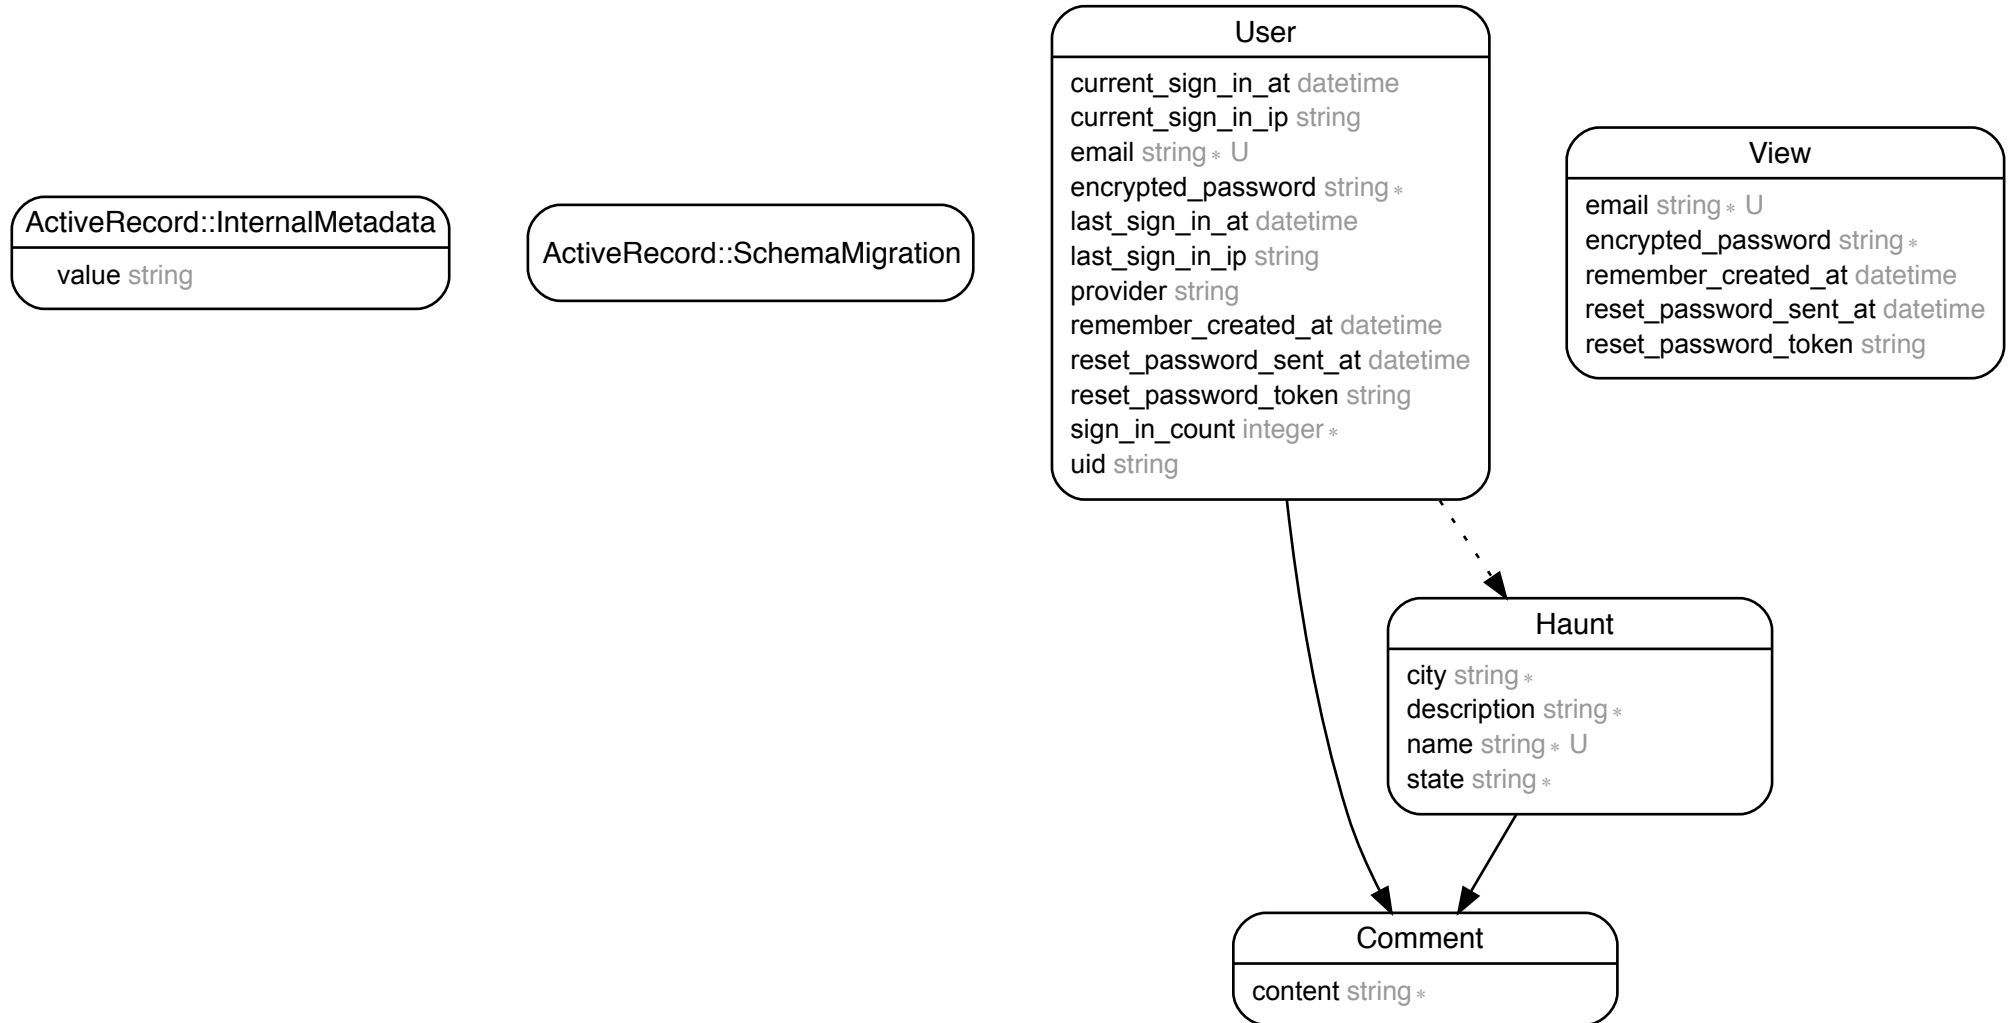 ActiveRecord::InternalMetadata
value string
ActiveRecord::SchemaMigration
User
current_sign_in_at datetime
current_sign_in_ip string
email string * U
encrypted_password string *
last_sign_in_at datetime
last_sign_in_ip string
provider string
remember_created_at datetime
reset_password_sent_at datetime
reset_password_token string
sign_in_count integer *
uid string
View
email string * U
encrypted_password string *
remember_created_at datetime
reset_password_sent_at datetime
reset_password_token string
Haunt
city string *
description string *
name string * U
state string *
Comment
content string *